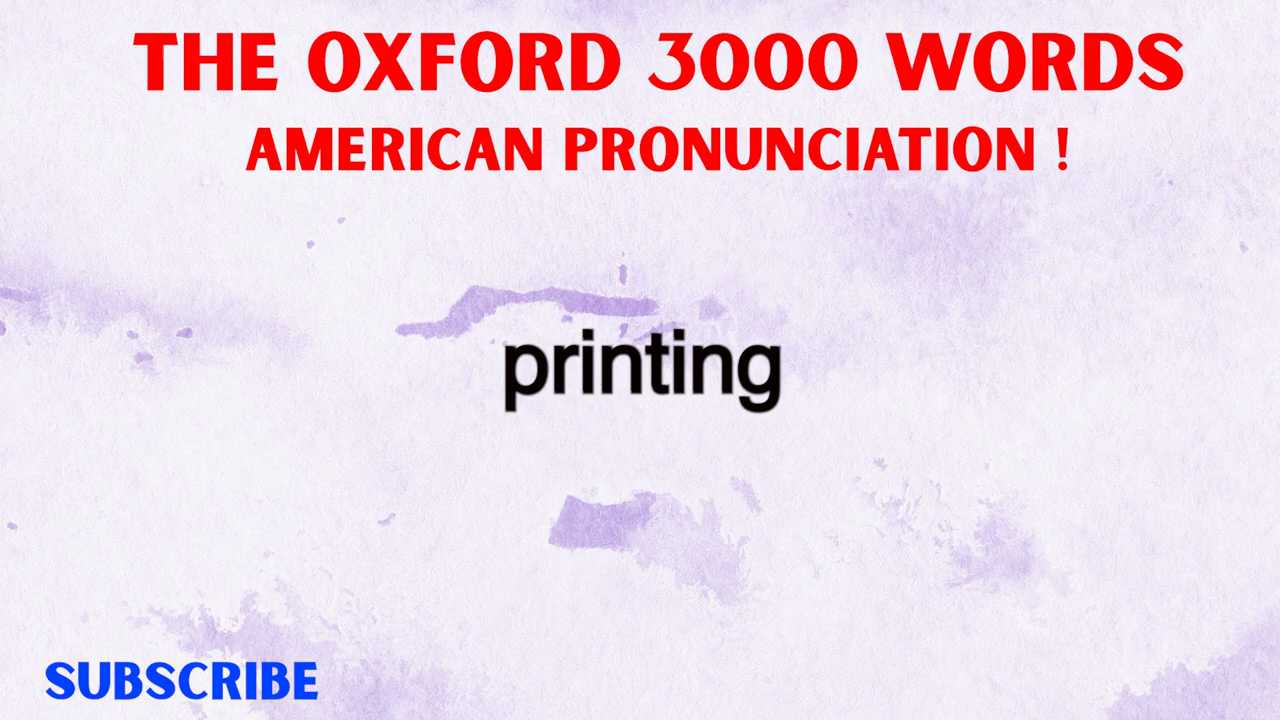 THE OXFORD 3000 WORDS
AMERICAN PRONUNCIATION !
printing
SUBSCRIBE